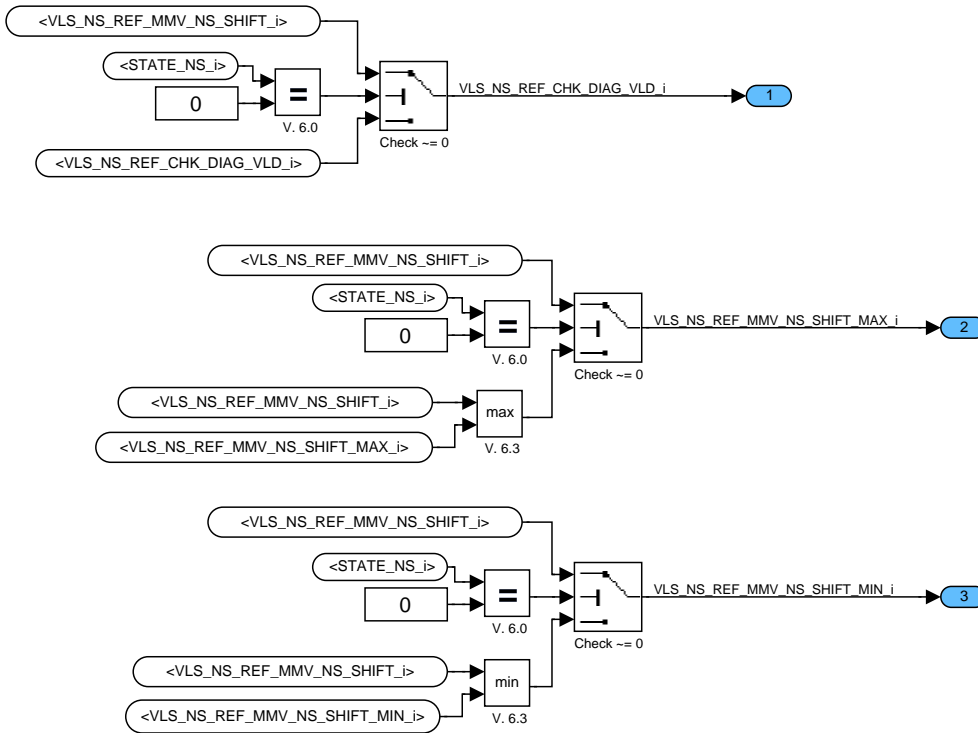 <VLS_NS_REF_MMV_NS_SHIFT_i>
<STATE_NS_i>
0
=
V. 6.0
Check ~= 0
VLS_NS_REF_CHK_DIAG_VLD_i
1
<VLS_NS_REF_CHK_DIAG_VLD_i>
<VLS_NS_REF_MMV_NS_SHIFT_i>
<STATE_NS_i>
0
=
V. 6.0
Check ~= 0
VLS_NS_REF_MMV_NS_SHIFT_MAX_i
2
<VLS_NS_REF_MMV_NS_SHIFT_i>
<VLS_NS_REF_MMV_NS_SHIFT_MAX_i>
max
V. 6.3
<VLS_NS_REF_MMV_NS_SHIFT_i>
<STATE_NS_i>
0
=
V. 6.0
Check ~= 0
VLS_NS_REF_MMV_NS_SHIFT_MIN_i
3
<VLS_NS_REF_MMV_NS_SHIFT_i>
<VLS_NS_REF_MMV_NS_SHIFT_MIN_i>
min
V. 6.3